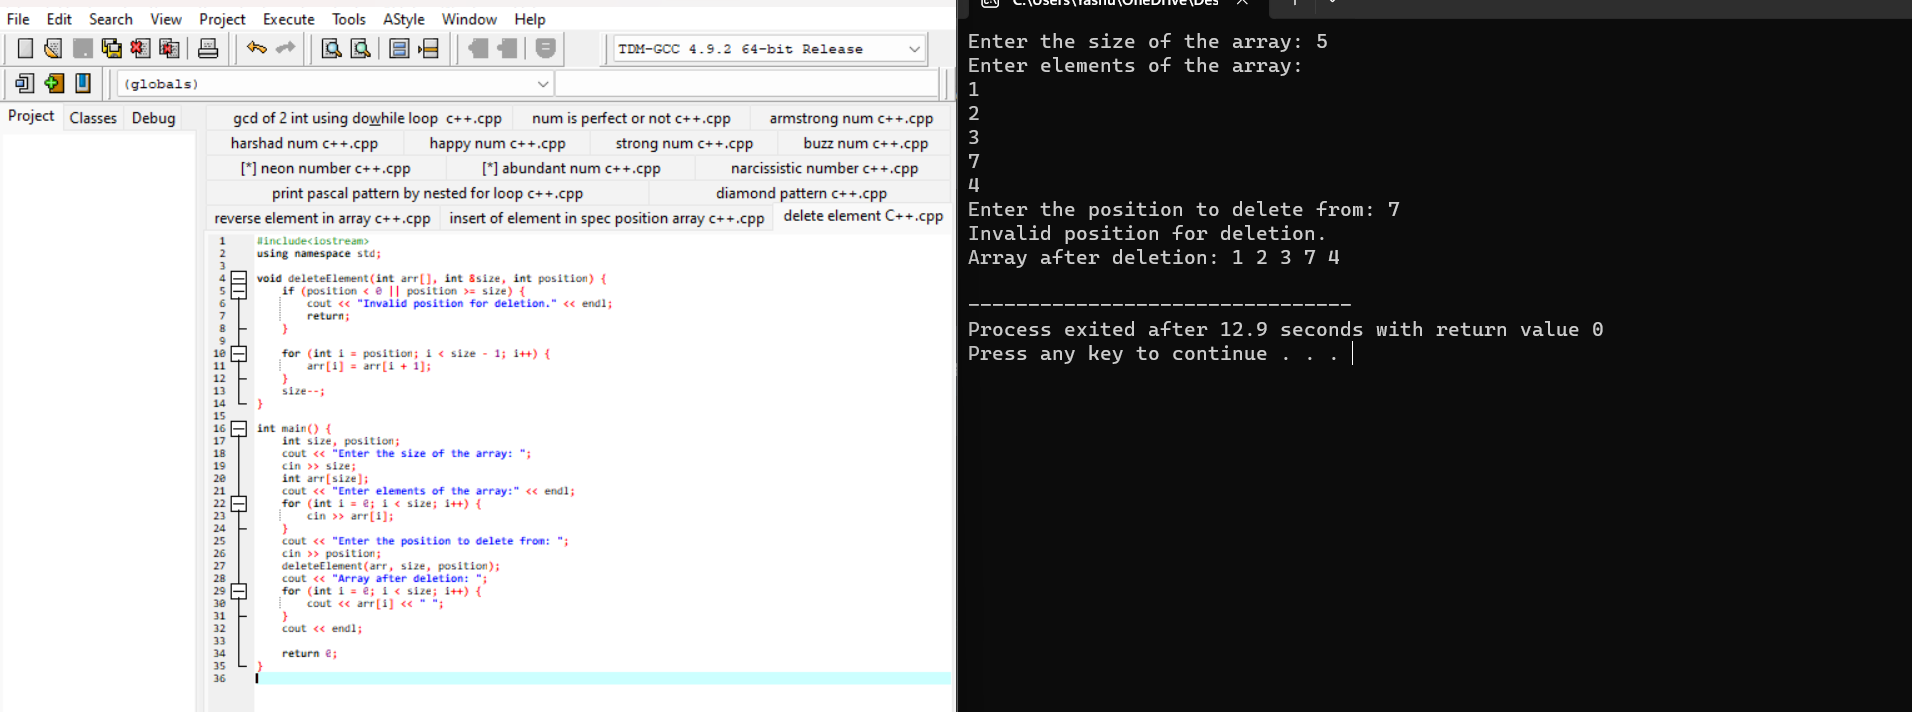 File Edit Search View Project Execute Tools AStyle Window Help
TDM-GCC 4.9.2 64-bit Release
(globals)
Project Classes Debug
gcd of 2 int using dowhile loop c++.cpp num is perfect or not c++.cpp armstrong num c++.cpp
harshad num c++.cpp happy num c++.cpp strong num c++.cpp buzz num c++.cpp
[*] neon number c++.cpp [*] abundant num c++.cpp narcissistic number c++.cpp
print pascal pattern by nested for loop c++.cpp diamond pattern c++.cpp
reverse element in array c++.cpp insert of element in spec position array c++.cpp delete element C++.cpp
1 #include<iostream>
2 using namespace std;
3
4 void deleteElement(int arr[], int &size, int position) {
5 if (position < 0 || position >= size) {
6 cout << "Invalid position for deletion." << endl;
7 return;
8 }
9
10 for (int i = position; i < size - 1; i++) {
11 arr[i] = arr[i + 1];
12 }
13 size--;
14 }
15
16 int main() {
17 int size, position;
18 cout << "Enter the size of the array: ";
19 cin >> size;
20 int arr[size];
21 cout << "Enter elements of the array:" << endl;
22 for (int i = 0; i < size; i++) {
23 cin >> arr[i];
24 }
25 cout << "Enter the position to delete from: ";
26 cin >> position;
27 deleteElement(arr, size, position);
28 cout << "Array after deletion: ";
29 for (int i = 0; i < size; i++) {
30 cout << arr[i] << " ";
31 }
32 cout << endl;
33
34 return 0;
35 }
36
C:\Users\Yashu\OneDrive\Des
Enter the size of the array: 5
Enter elements of the array:
1
2
3
7
4
Enter the position to delete from: 7
Invalid position for deletion.
Array after deletion: 1 2 3 7 4
--------------------------------
Process exited after 12.9 seconds with return value 0
Press any key to continue . . .